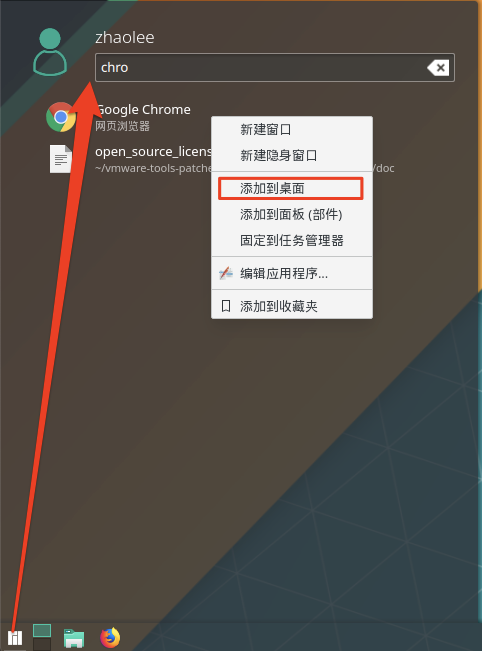 zhaolee
chro
Google Chrome
网页浏览器
open_source_licens
~/vmware-tools-patche
/doc
新建窗口
新建隐身窗口
添加到桌面
添加到面板 (部件)
固定到任务管理器
编辑应用程序...
添加到收藏夹